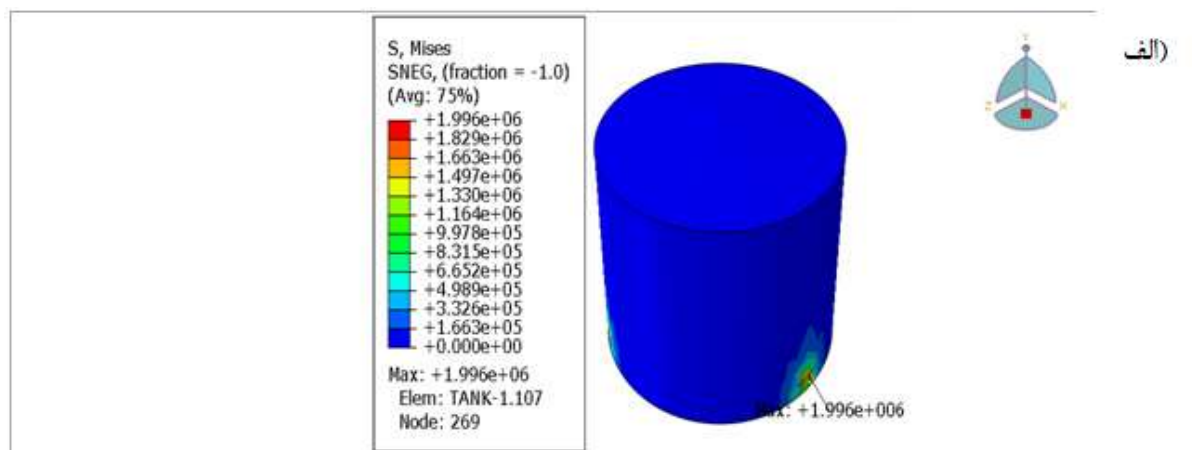 (الف
S, Mises
SNEG, (fraction = -1.0)
(Avg: 75%)
+1.996e+06
+1.829e+06
+1.663e+06
+1.497e+06
+1.330e+06
+1.164e+06
+9.978e+05
+8.315e+05
+6.652e+05
+4.989e+05
+3.326e+05
+1.663e+05
+0.000e+00
Max: +1.996e+06
Elem: TANK-1.107
Node: 269
Max: +1.996e+006
Y
Z
X